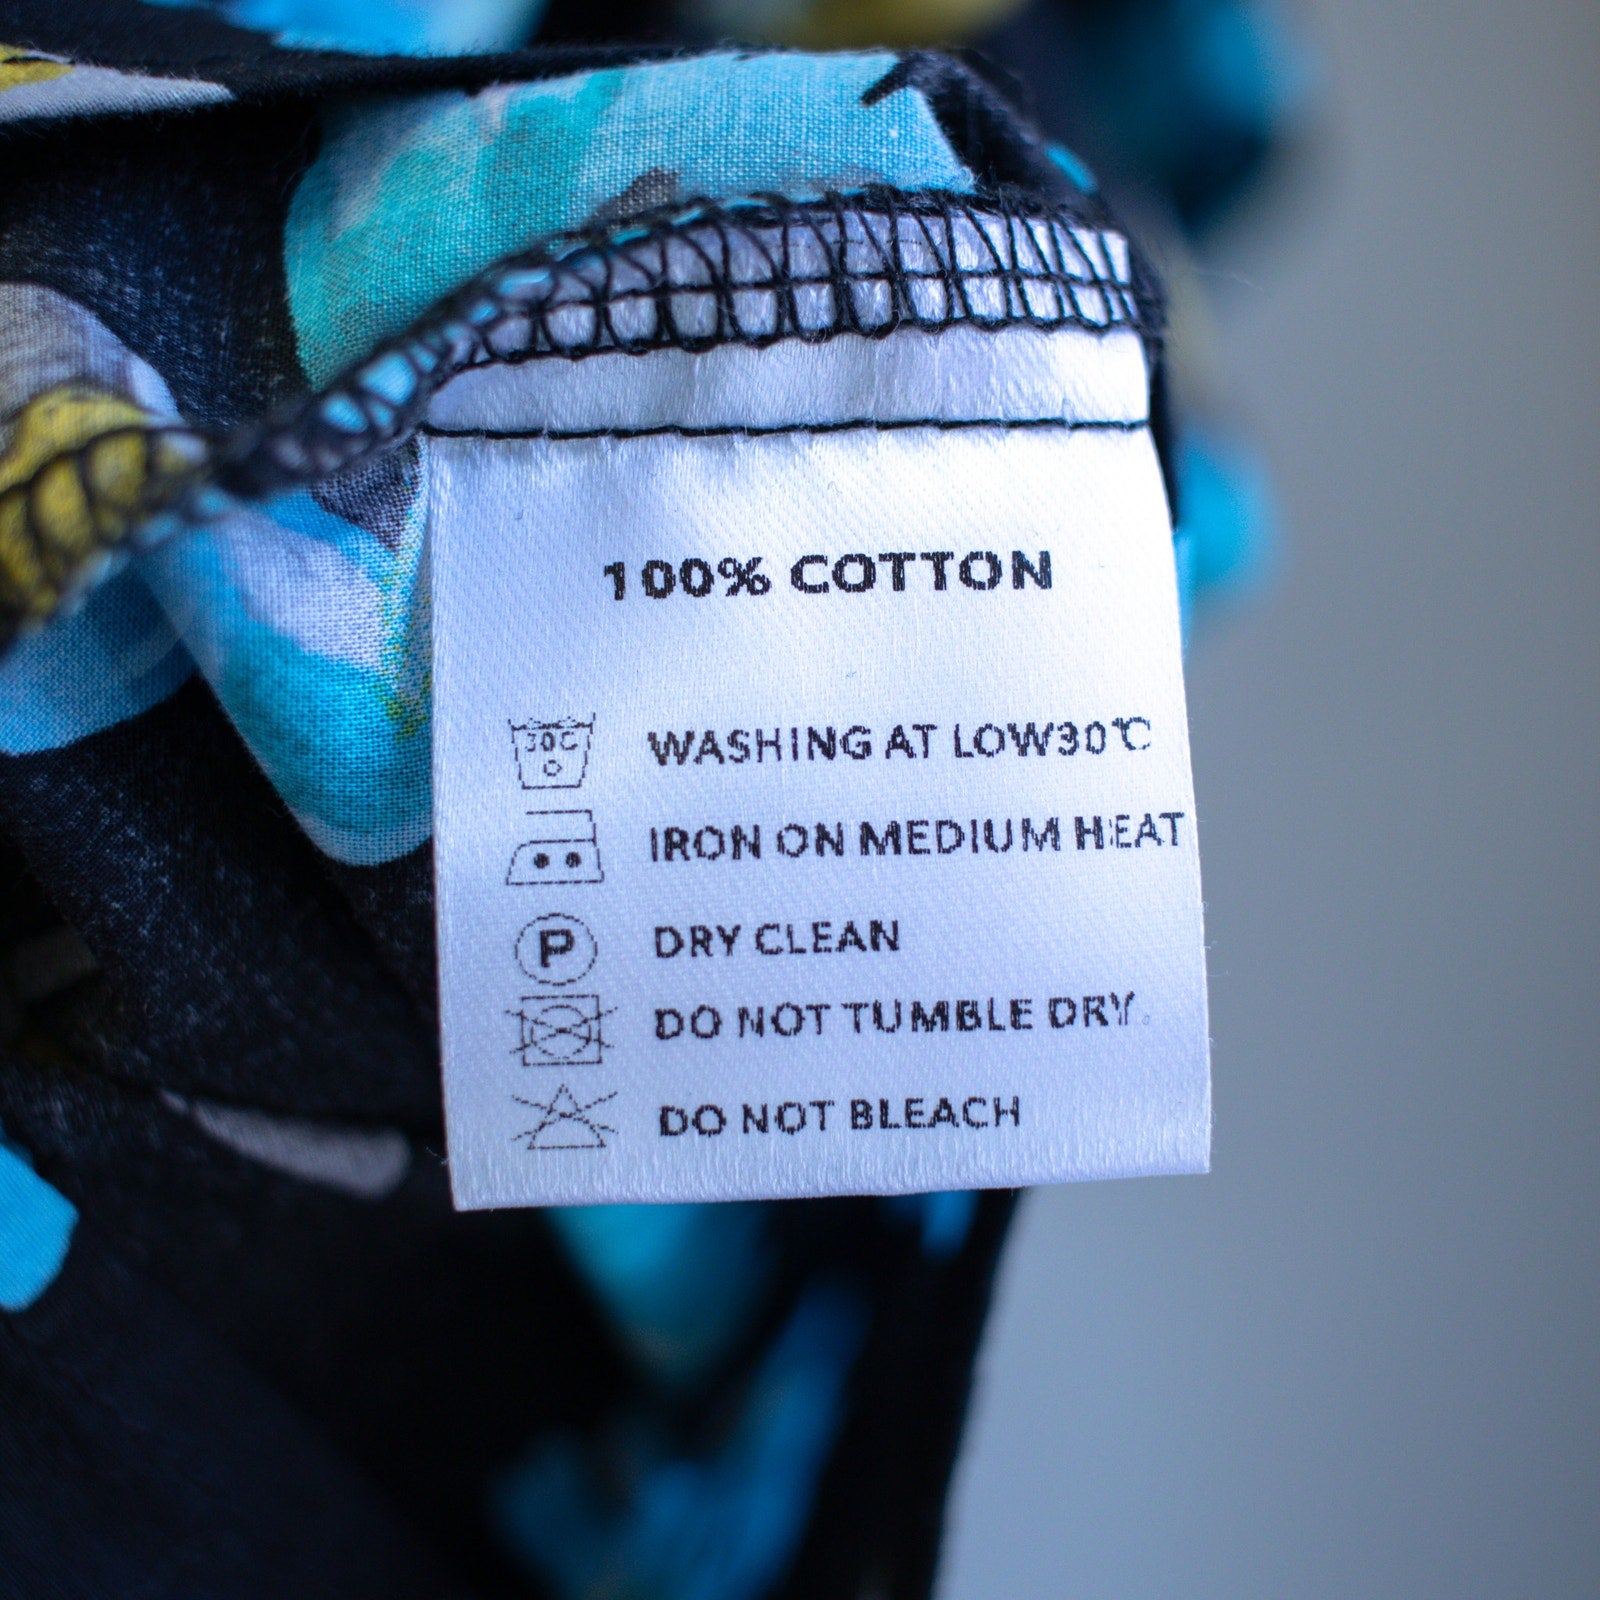 100% COTTON
30C WASHING AT LOW30℃
IRON ON MEDIUM HEAT
P DRY CLEAN
DO NOT TUMBLE DRY.
DO NOT BLEACH